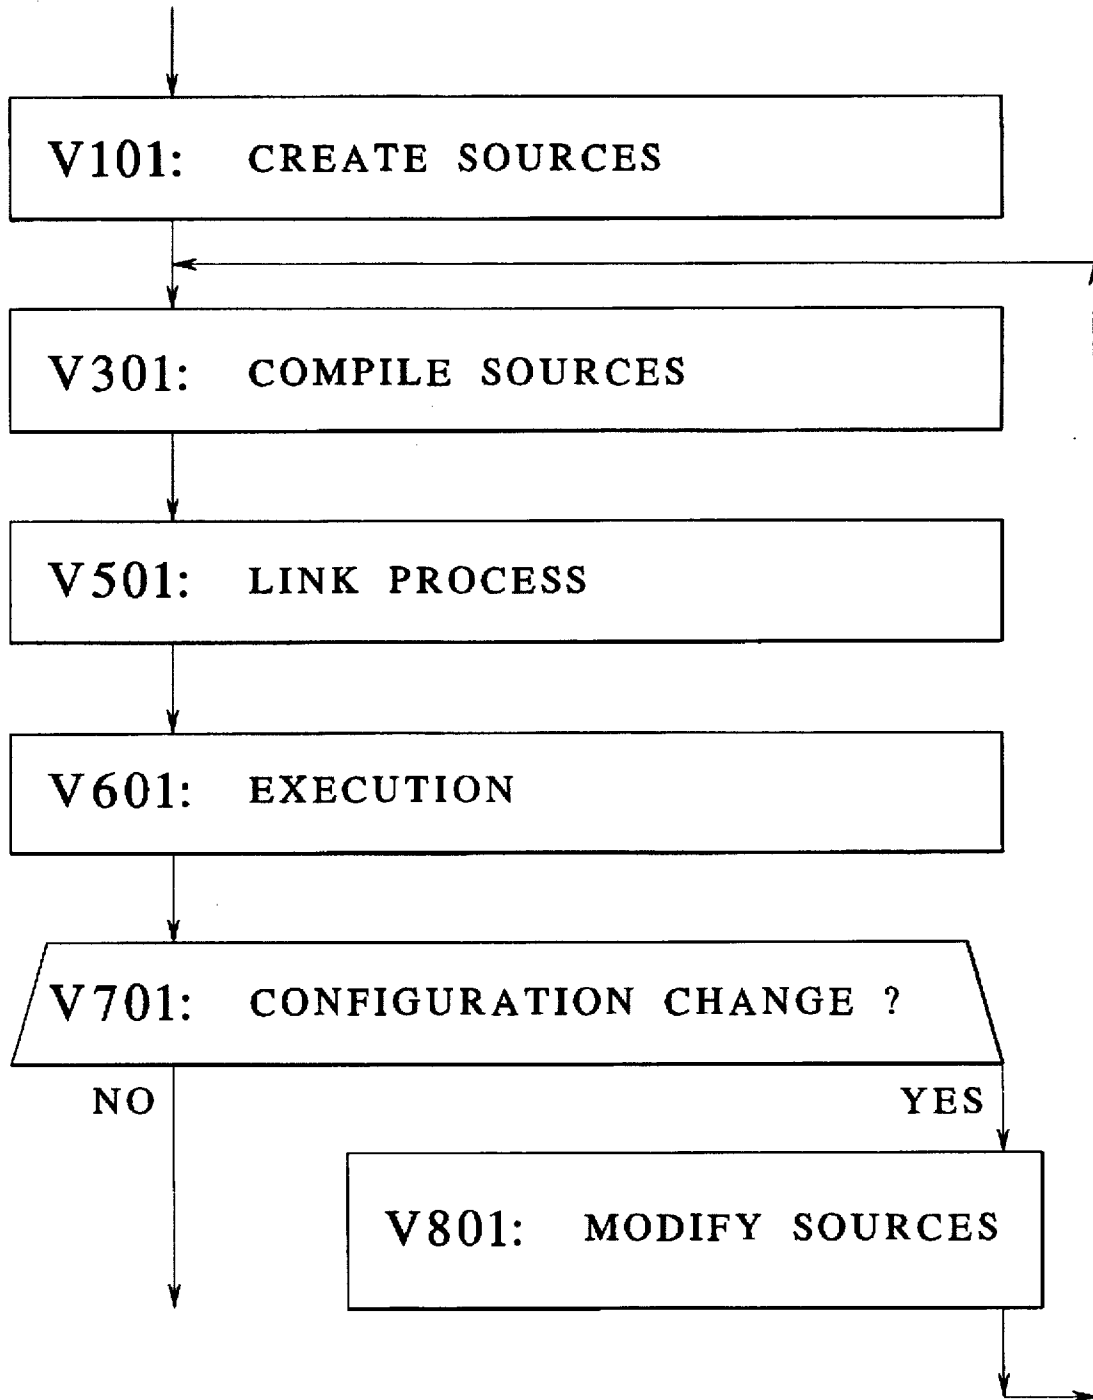 V101: CREATE SOURCES
V301: COMPILE SOURCES
V501: LINK PROCESS
V601: EXECUTION
V701: CONFIGURATION CHANGE ?
NO
YES
V801: MODIFY SOURCES